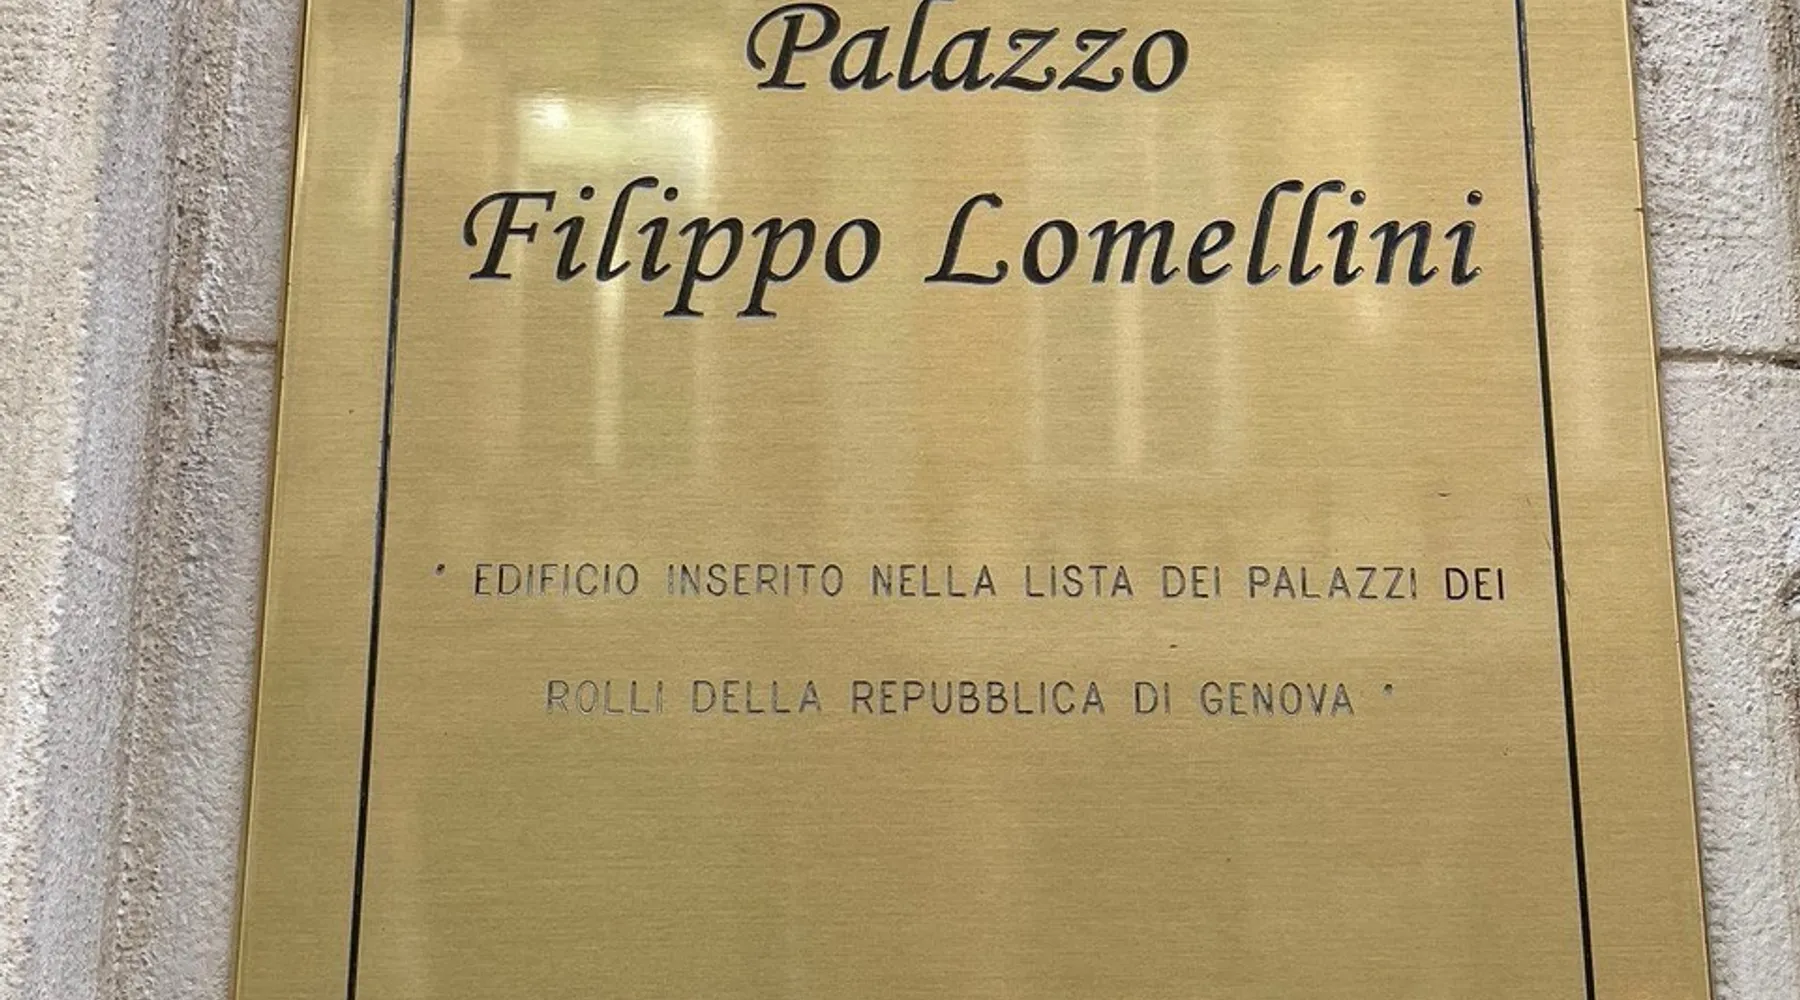 Palazzo
Filippo Lomellini
" EDIFICIO INSERITO NELLA LISTA DEI PALAZZI DEI
ROLLI DELLA REPUBBLICA DI GENOVA "